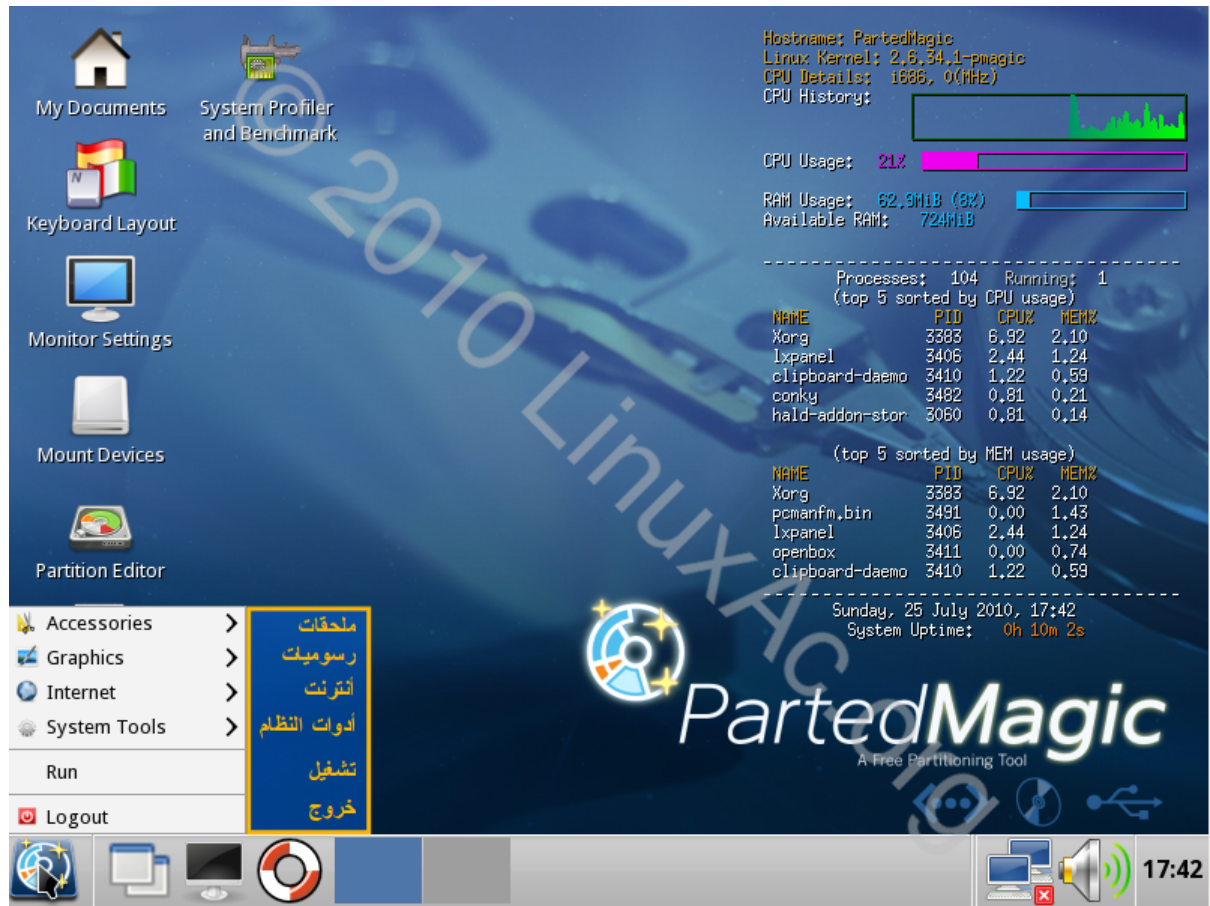 My Documents
System Profiler
and Benchmark
Keyboard Layout
N
Monitor Settings
Mount Devices
Partition Editor
Hostname: PartedMagic
Linux Kernel: 2.6.34.1-pmagic
CPU Details: i686, 0(MHz)
CPU History:
CPU Usage: 21%
RAM Usage: 62.9MiB (8%)
Available RAM: 724MiB
Processes: 104 Running: 1
(top 5 sorted by CPU usage)
NAME PID CPU% MEM%
Xorg 3383 6.92 2.10
lxpanel 3406 2.44 1.24
clipboard-daemo 3410 1.22 0.59
conky 3482 0.81 0.21
hald-addon-stor 3060 0.81 0.14
(top 5 sorted by MEM usage)
NAME PID CPU% MEM%
Xorg 3383 6.92 2.10
pcmanfm.bin 3491 0.00 1.43
lxpanel 3406 2.44 1.24
openbox 3411 0.00 0.74
clipboard-daemo 3410 1.22 0.59
Sunday, 25 July 2010, 17:42
System Uptime: 0h 10m 2s
© 2010 LinuxAc.org
PartedMagic
A Free Partitioning Tool
Accessories ملحقات
Graphics رسوميات
Internet أنترنت
System Tools أدوات النظام
Run تشغيل
Logout خروج
17:42